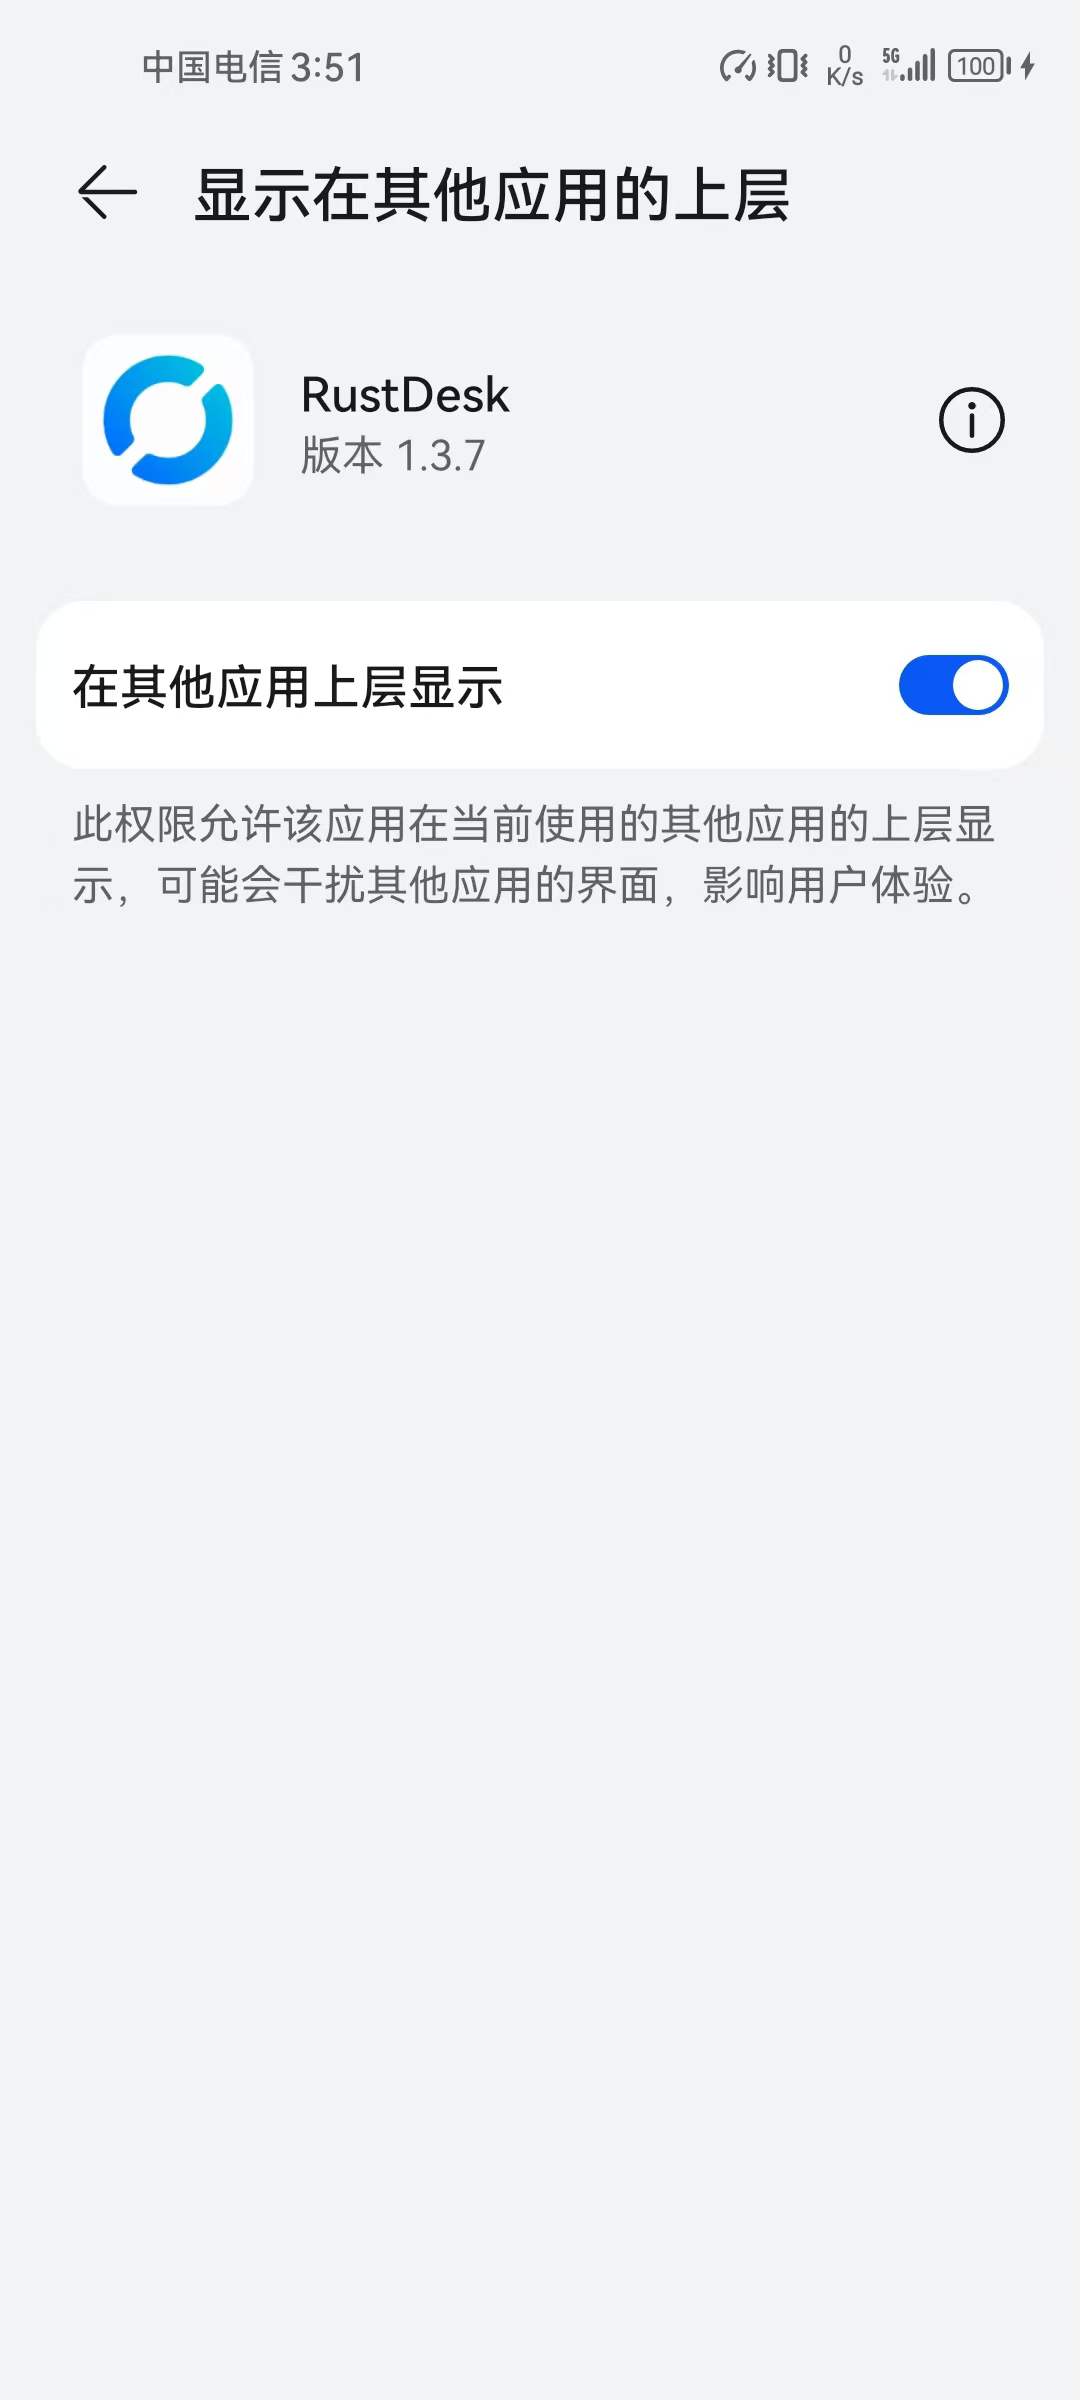 中国电信 3:51
0
K/s
5G
100
显示在其他应用的上层
RustDesk
版本 1.3.7
在其他应用上层显示
此权限允许该应用在当前使用的其他应用的上层显
示，可能会干扰其他应用的界面，影响用户体验。